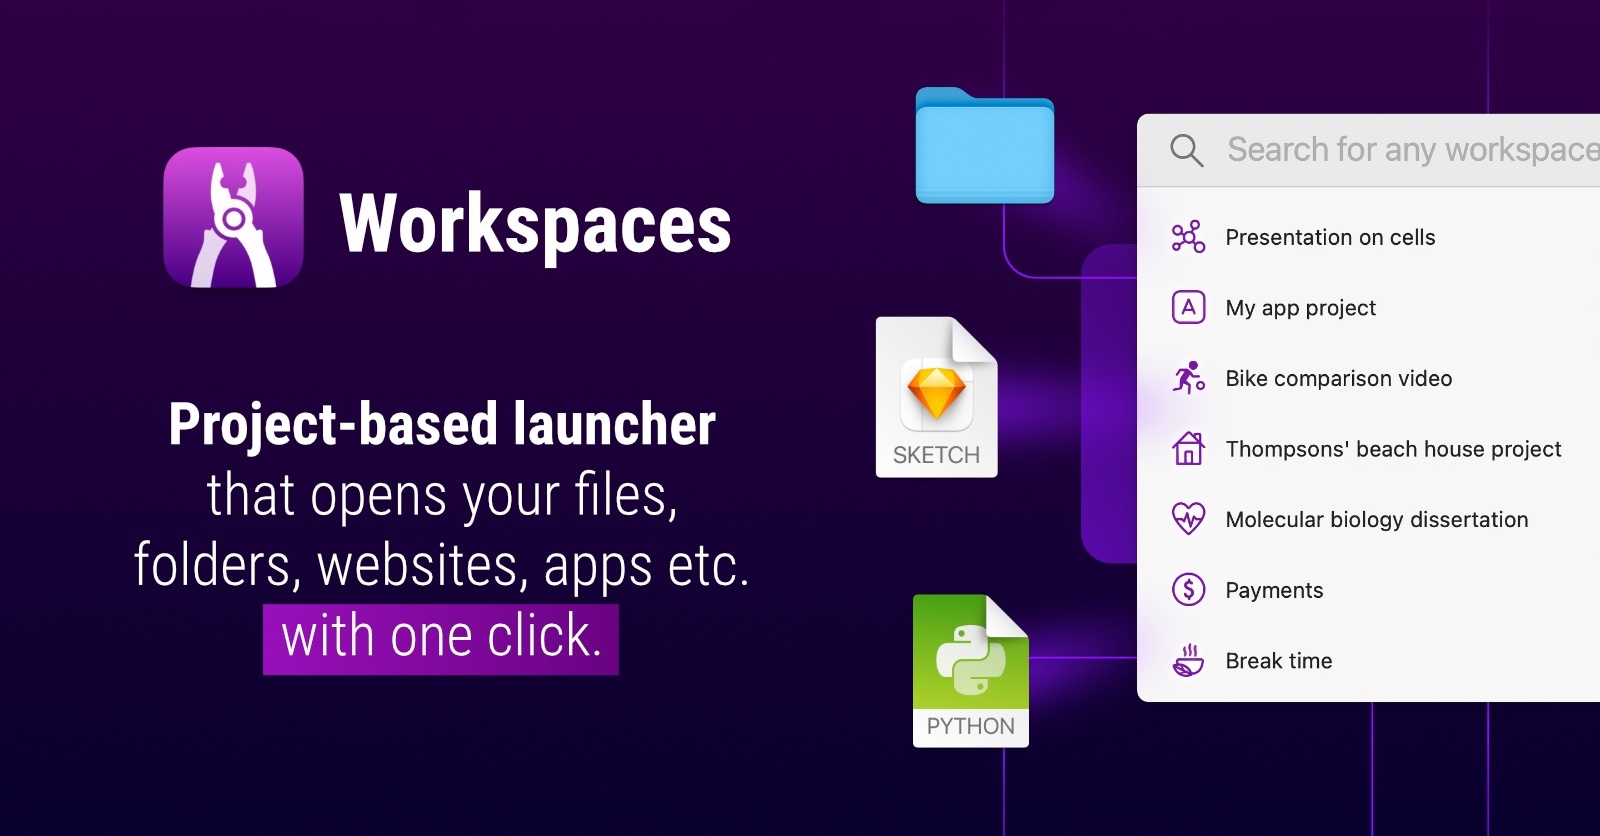 Workspaces
Project-based launcher
that opens your files,
folders, websites, apps etc.
with one click.
SKETCH
PYTHON
Search for any workspace
Presentation on cells
A
My app project
Bike comparison video
Thompsons' beach house project
Molecular biology dissertation
$
Payments
Break time